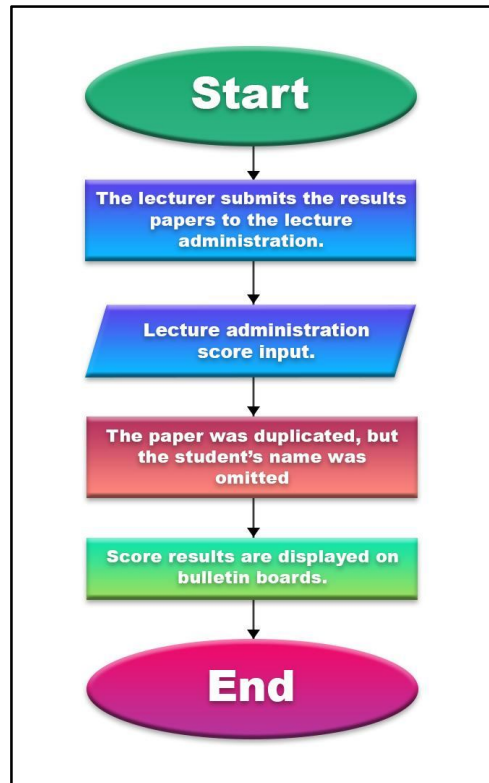 Start
The lecturer submits the results
papers to the lecture
administration.
Lecture administration
score input.
The paper was duplicated, but
the student’s name was
omitted
Score results are displayed on
bulletin boards.
End